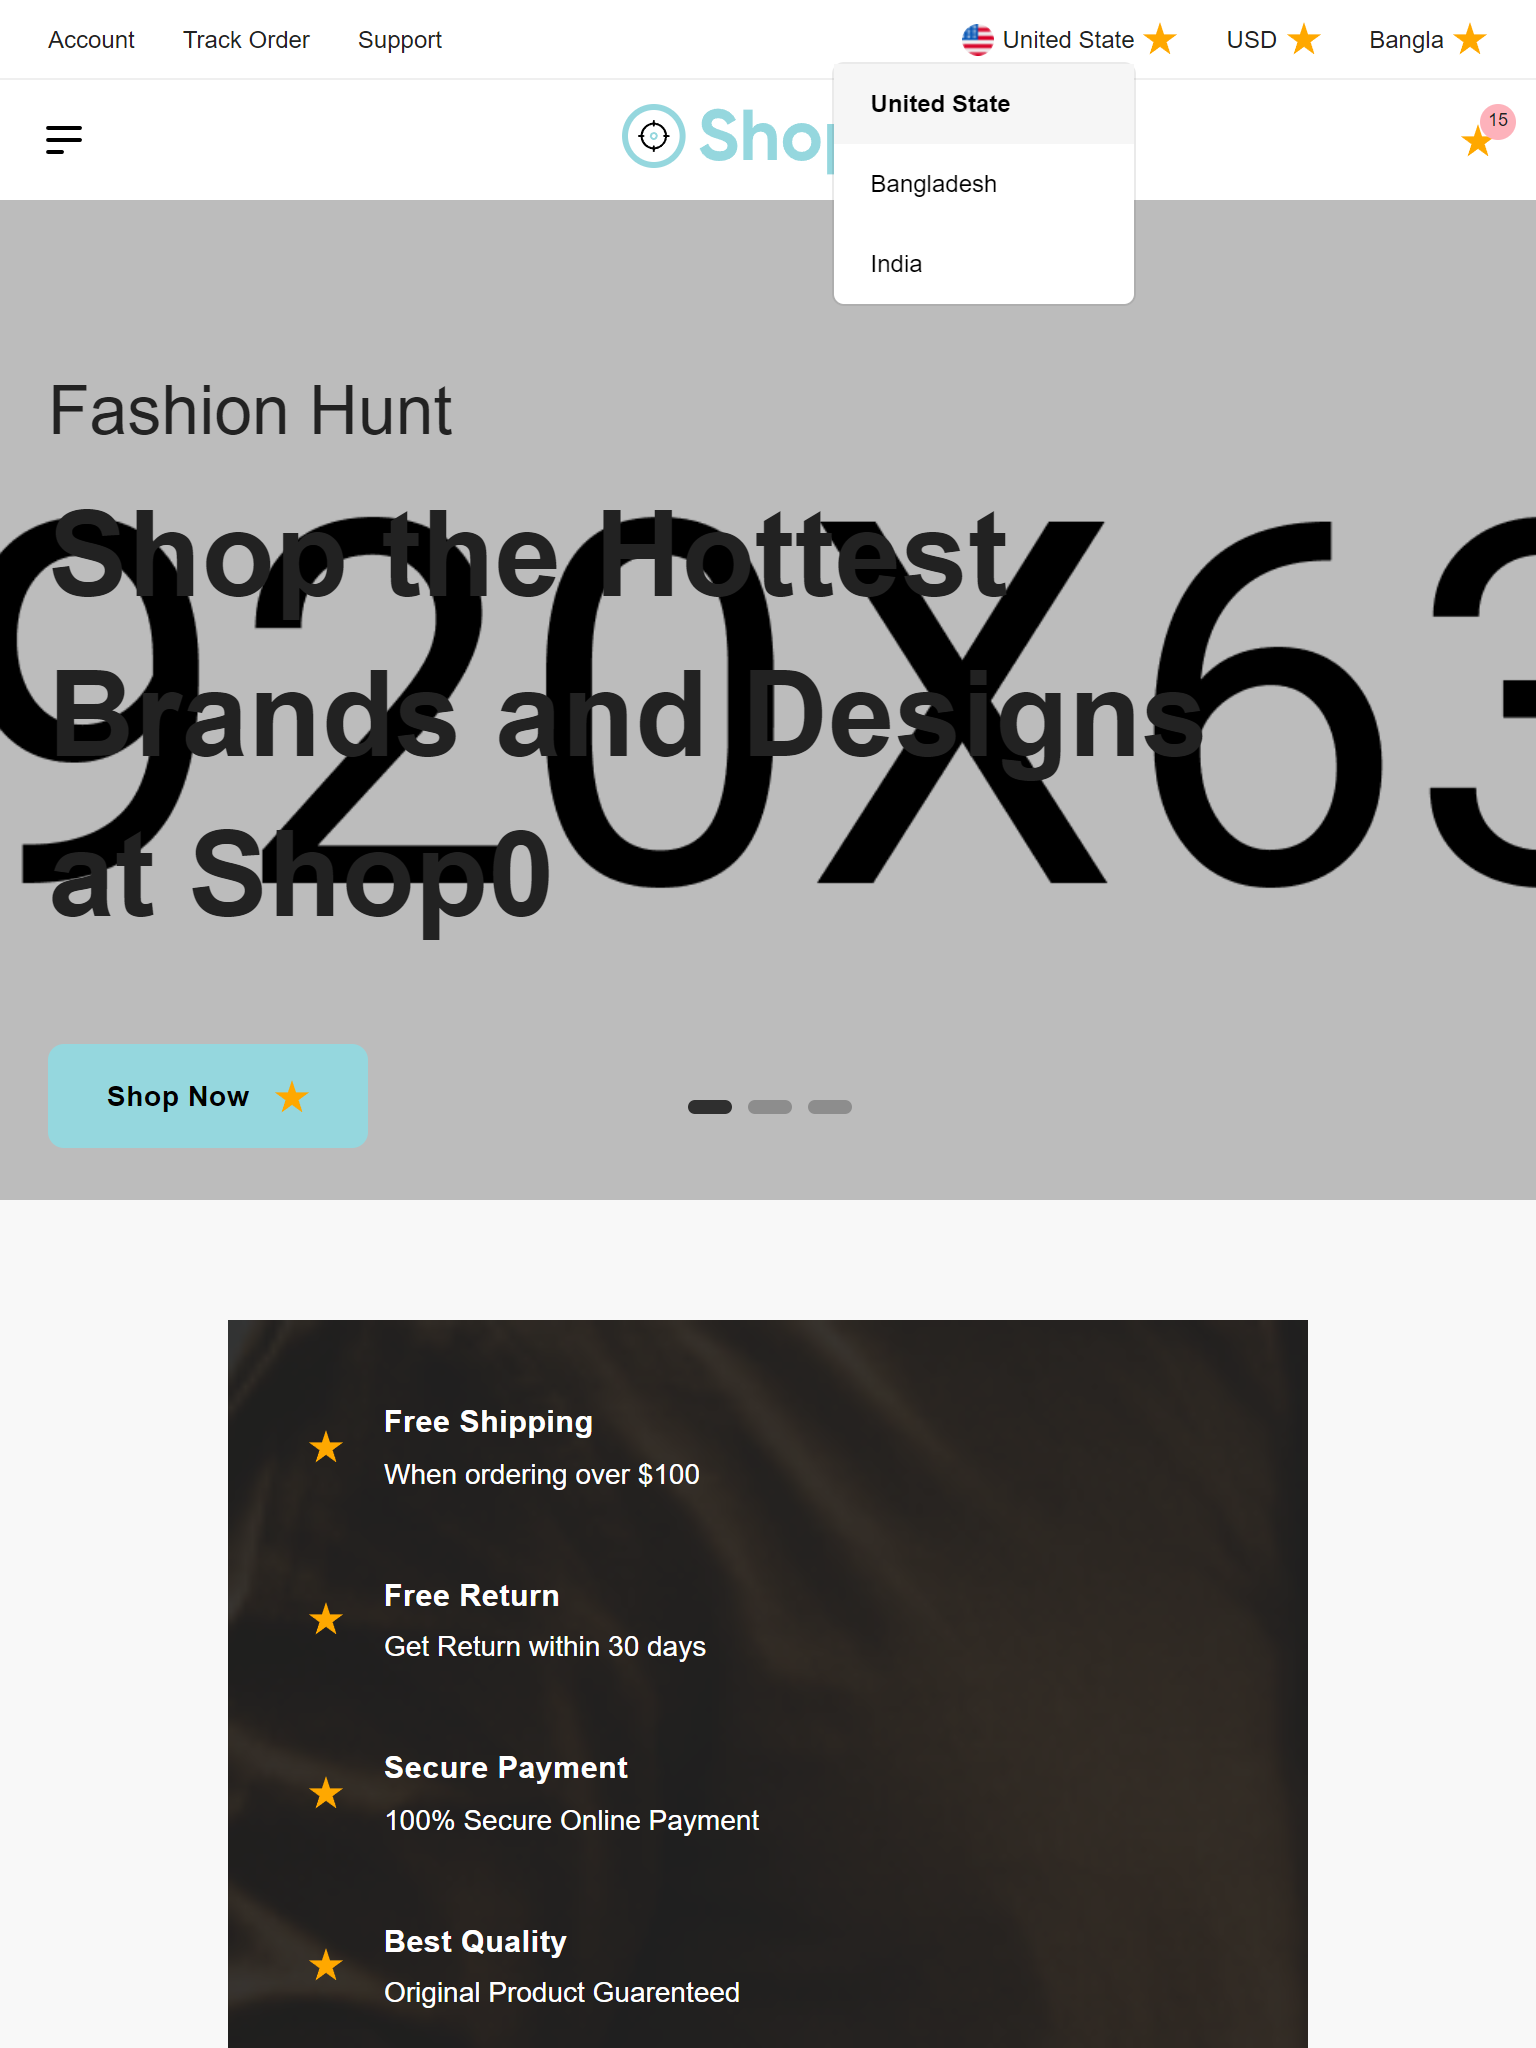 Account Track Order Support United State USD Bangla
United State
Bangladesh
India
Shop
15
Fashion Hunt
920X63
Shop the Hottest
Brands and Designs
at Shop0
Shop Now
Free Shipping
When ordering over $100
Free Return
Get Return within 30 days
Secure Payment
100% Secure Online Payment
Best Quality
Original Product Guarenteed